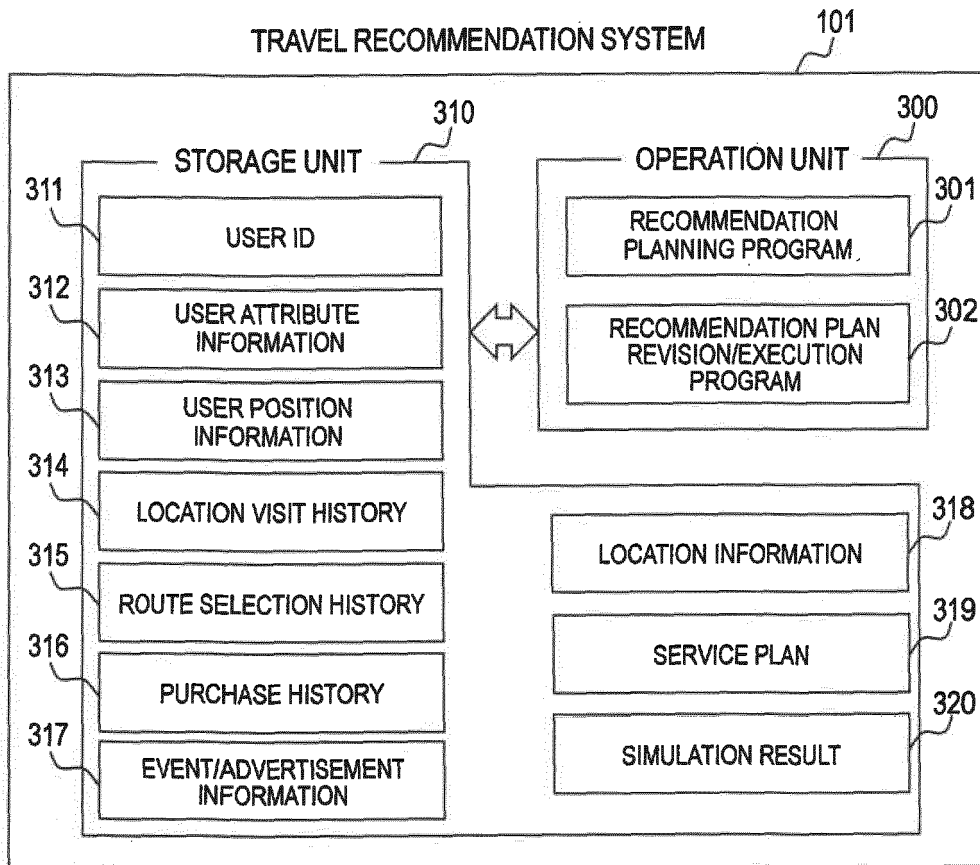 TRAVEL RECOMMENDATION SYSTEM
101
STORAGE UNIT
310
311
USER ID
312
USER ATTRIBUTE
INFORMATION
313
USER POSITION
INFORMATION
314
LOCATION VISIT HISTORY
315
ROUTE SELECTION HISTORY
316
PURCHASE HISTORY
317
EVENT/ADVERTISEMENT
INFORMATION
OPERATION UNIT
300
301
RECOMMENDATION
PLANNING PROGRAM
302
RECOMMENDATION PLAN
REVISION/EXECUTION
PROGRAM
318
LOCATION INFORMATION
319
SERVICE PLAN
320
SIMULATION RESULT